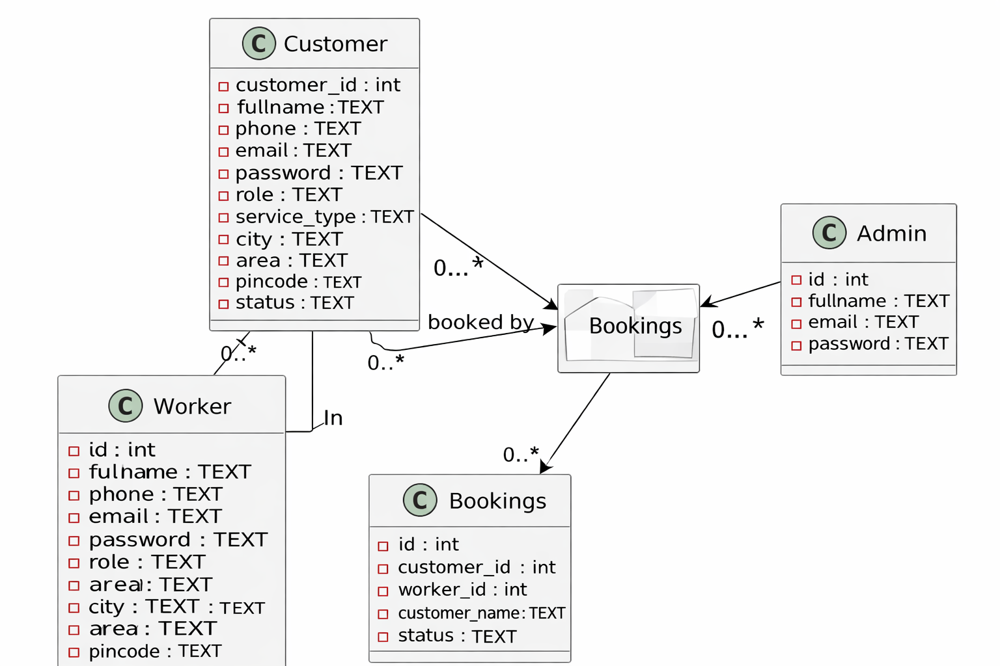 C Customer
customer_id : int
fullname : TEXT
phone : TEXT
email : TEXT
password : TEXT
role : TEXT
service_type : TEXT
city : TEXT
area : TEXT
pincode : TEXT
status : TEXT
0...*
booked by
0..*
0..*
In
Bookings
0...*
C Admin
id : int
fullname : TEXT
email : TEXT
password : TEXT
C Worker
id : int
fulname : TEXT
phone : TEXT
email : TEXT
password : TEXT
role : TEXT
area : TEXT
city : TEXT : TEXT
area : TEXT
pincode : TEXT
0..*
C Bookings
id : int
customer_id : int
worker_id : int
customer_name : TEXT
status : TEXT